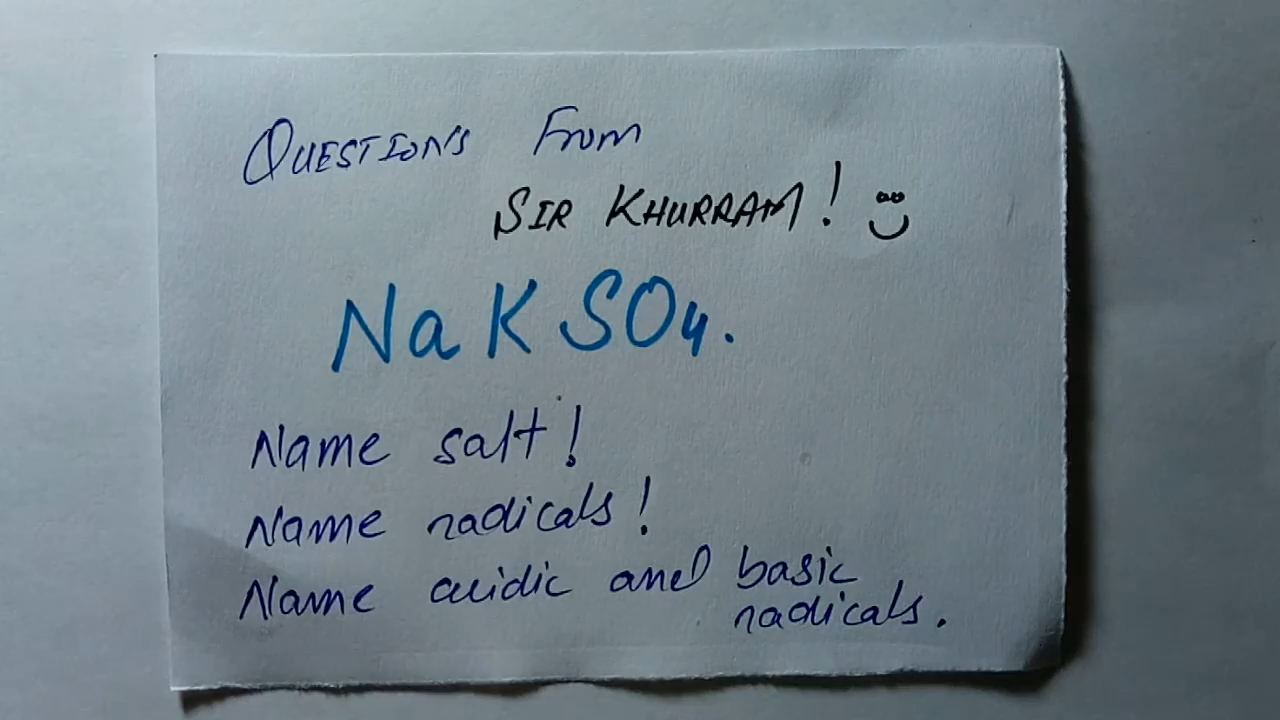 QUESTIONS From
SIR KHURRAM!
NaKSO4.
Name salt!
Name radicals!
Name acidic and basic
radicals.